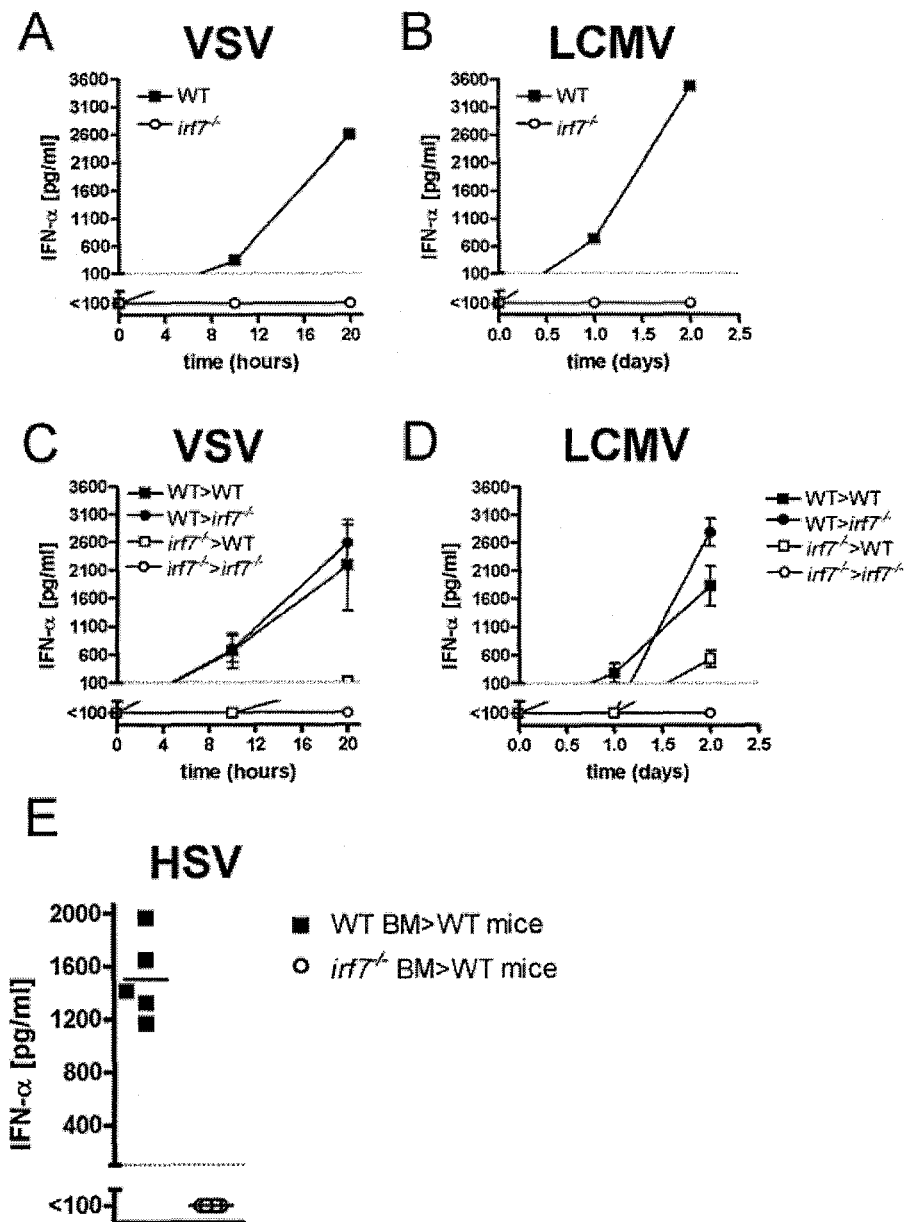 A
VSV
WT
irf7-/-
IFN-α [pg/ml]
3600
3100
2600
2100
1600
1100
600
100
<100
0 4 8 12 16 20
time (hours)
B
LCMV
WT
irf7-/-
IFN-α [pg/ml]
3600
3100
2600
2100
1600
1100
600
100
<100
0.0 0.5 1.0 1.5 2.0 2.5
time (days)
C
VSV
WT>WT
WT>irf7-/-
irf7-/->WT
irf7-/->irf7-/-
IFN-α [pg/ml]
3600
3100
2600
2100
1600
1100
600
100
<100
0 4 8 12 16 20
time (hours)
D
LCMV
WT>WT
WT>irf7-/-
irf7-/->WT
irf7-/->irf7-/-
IFN-α [pg/ml]
3600
3100
2600
2100
1600
1100
600
100
<100
0.0 0.5 1.0 1.5 2.0 2.5
time (days)
E
HSV
WT BM>WT mice
irf7-/- BM>WT mice
IFN-α [pg/ml]
2000
1600
1200
800
400
<100